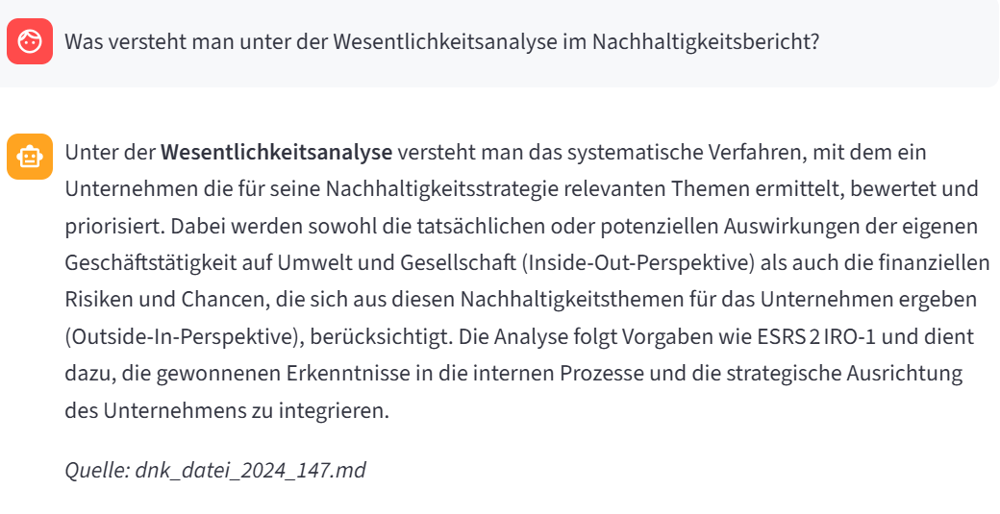 Was versteht man unter der Wesentlichkeitsanalyse im Nachhaltigkeitsbericht?
Unter der Wesentlichkeitsanalyse versteht man das systematische Verfahren, mit dem ein
Unternehmen die für seine Nachhaltigkeitsstrategie relevanten Themen ermittelt, bewertet und
priorisiert. Dabei werden sowohl die tatsächlichen oder potenziellen Auswirkungen der eigenen
Geschäftstätigkeit auf Umwelt und Gesellschaft (Inside-Out-Perspektive) als auch die finanziellen
Risiken und Chancen, die sich aus diesen Nachhaltigkeitsthemen für das Unternehmen ergeben
(Outside-In-Perspektive), berücksichtigt. Die Analyse folgt Vorgaben wie ESRS 2 IRO-1 und dient
dazu, die gewonnenen Erkenntnisse in die internen Prozesse und die strategische Ausrichtung
des Unternehmens zu integrieren.
Quelle: dnk_datei_2024_147.md